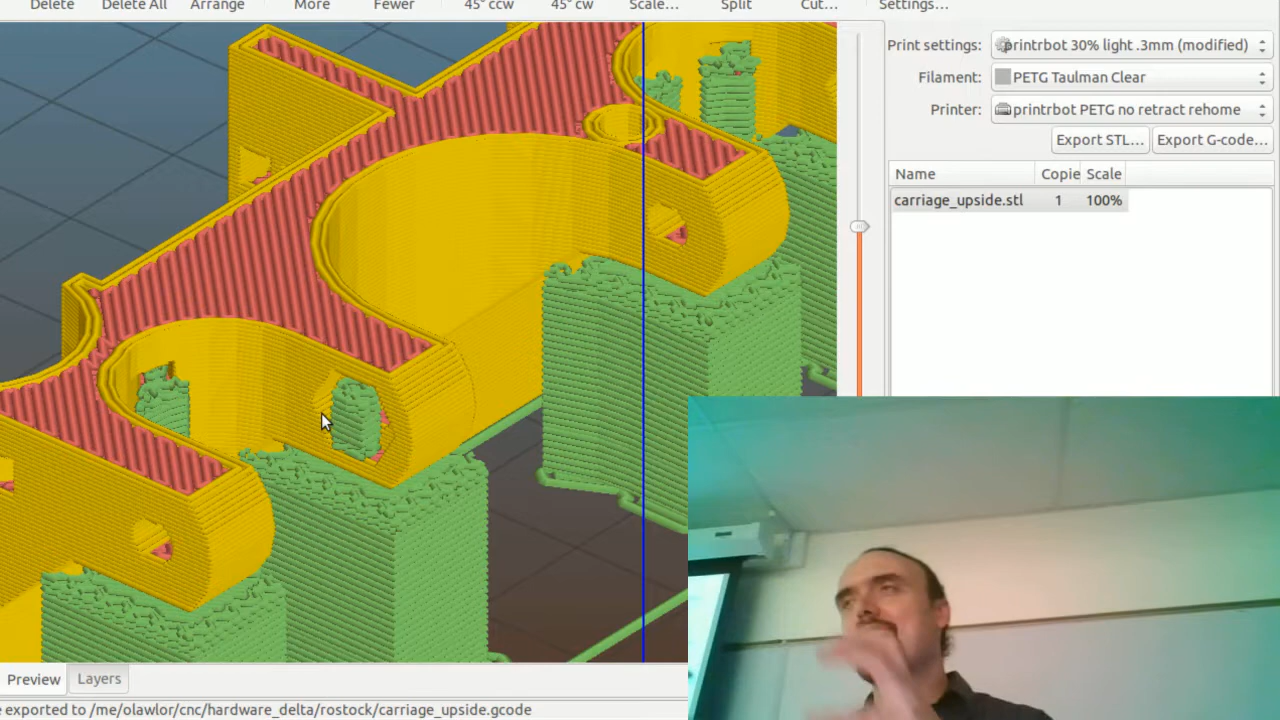 Delete Delete All Arrange More Fewer 45° ccw 45° cw Scale... Split Cut... Settings...
Print settings: printrbot 30% light .3mm (modified)
Filament: PETG Taulman Clear
Printer: printrbot PETG no retract rehome
Export STL... Export G-code...
Name Copie Scale
carriage_upside.stl 1 100%
Preview Layers
e exported to /me/olawlor/cnc/hardware_delta/rostock/carriage_upside.gcode